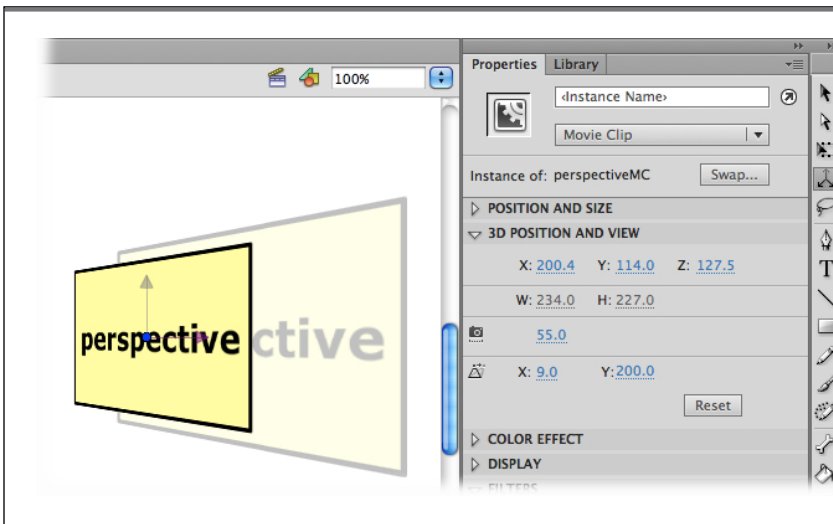 100%
Properties Library
<Instance Name>
Movie Clip
Instance of: perspectiveMC Swap...
POSITION AND SIZE
3D POSITION AND VIEW
X: 200.4 Y: 114.0 Z: 127.5
W: 234.0 H: 227.0
55.0
X: 9.0 Y: 200.0
Reset
COLOR EFFECT
DISPLAY
FILTERS
perspective
ctive
T